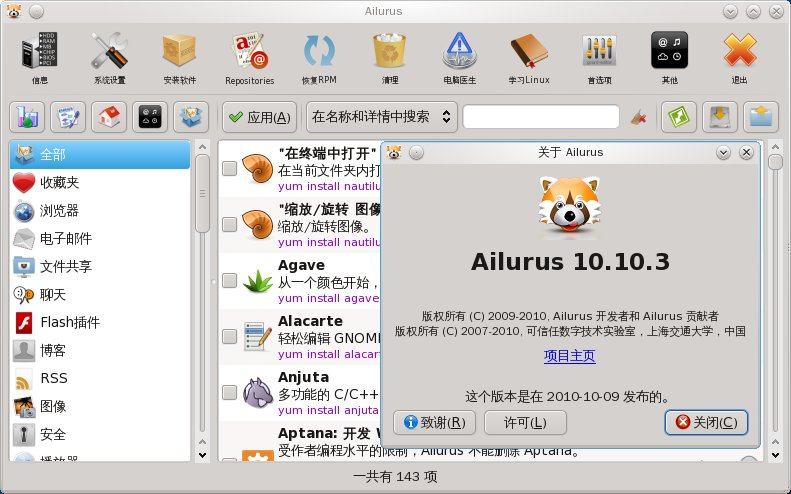 Ailurus
HDD
RAM
MB
CHIP
BIOS
PCI
信息
系统设置
安装软件
Repositories
恢复RPM
清理
电脑医生
学习Linux
首选项
其他
退出
应用(A)
在名称和详情中搜索
全部
收藏夹
浏览器
电子邮件
文件共享
聊天
Flash插件
博客
RSS
图像
安全
播放器
"在终端中打开"
在当前文件夹内打
yum install nautilu
"缩放/旋转 图像
缩放/旋转图像。
yum install nautilu
Agave
从一个颜色开始，
yum install agave
Alacarte
轻松编辑 GNOM
yum install alacart
Anjuta
多功能的 C/C++
yum install anjuta
Aptana: 开发 W
受作者编程水平的限制，Ailurus 不能删除 Aptana。
关于 Ailurus
Ailurus 10.10.3
版权所有 (C) 2009-2010, Ailurus 开发者和 Ailurus 贡献者
版权所有 (C) 2007-2010, 可信任数字技术实验室，上海交通大学，中国
项目主页
这个版本是在 2010-10-09 发布的。
致谢(R)
许可(L)
关闭(C)
一共有 143 项